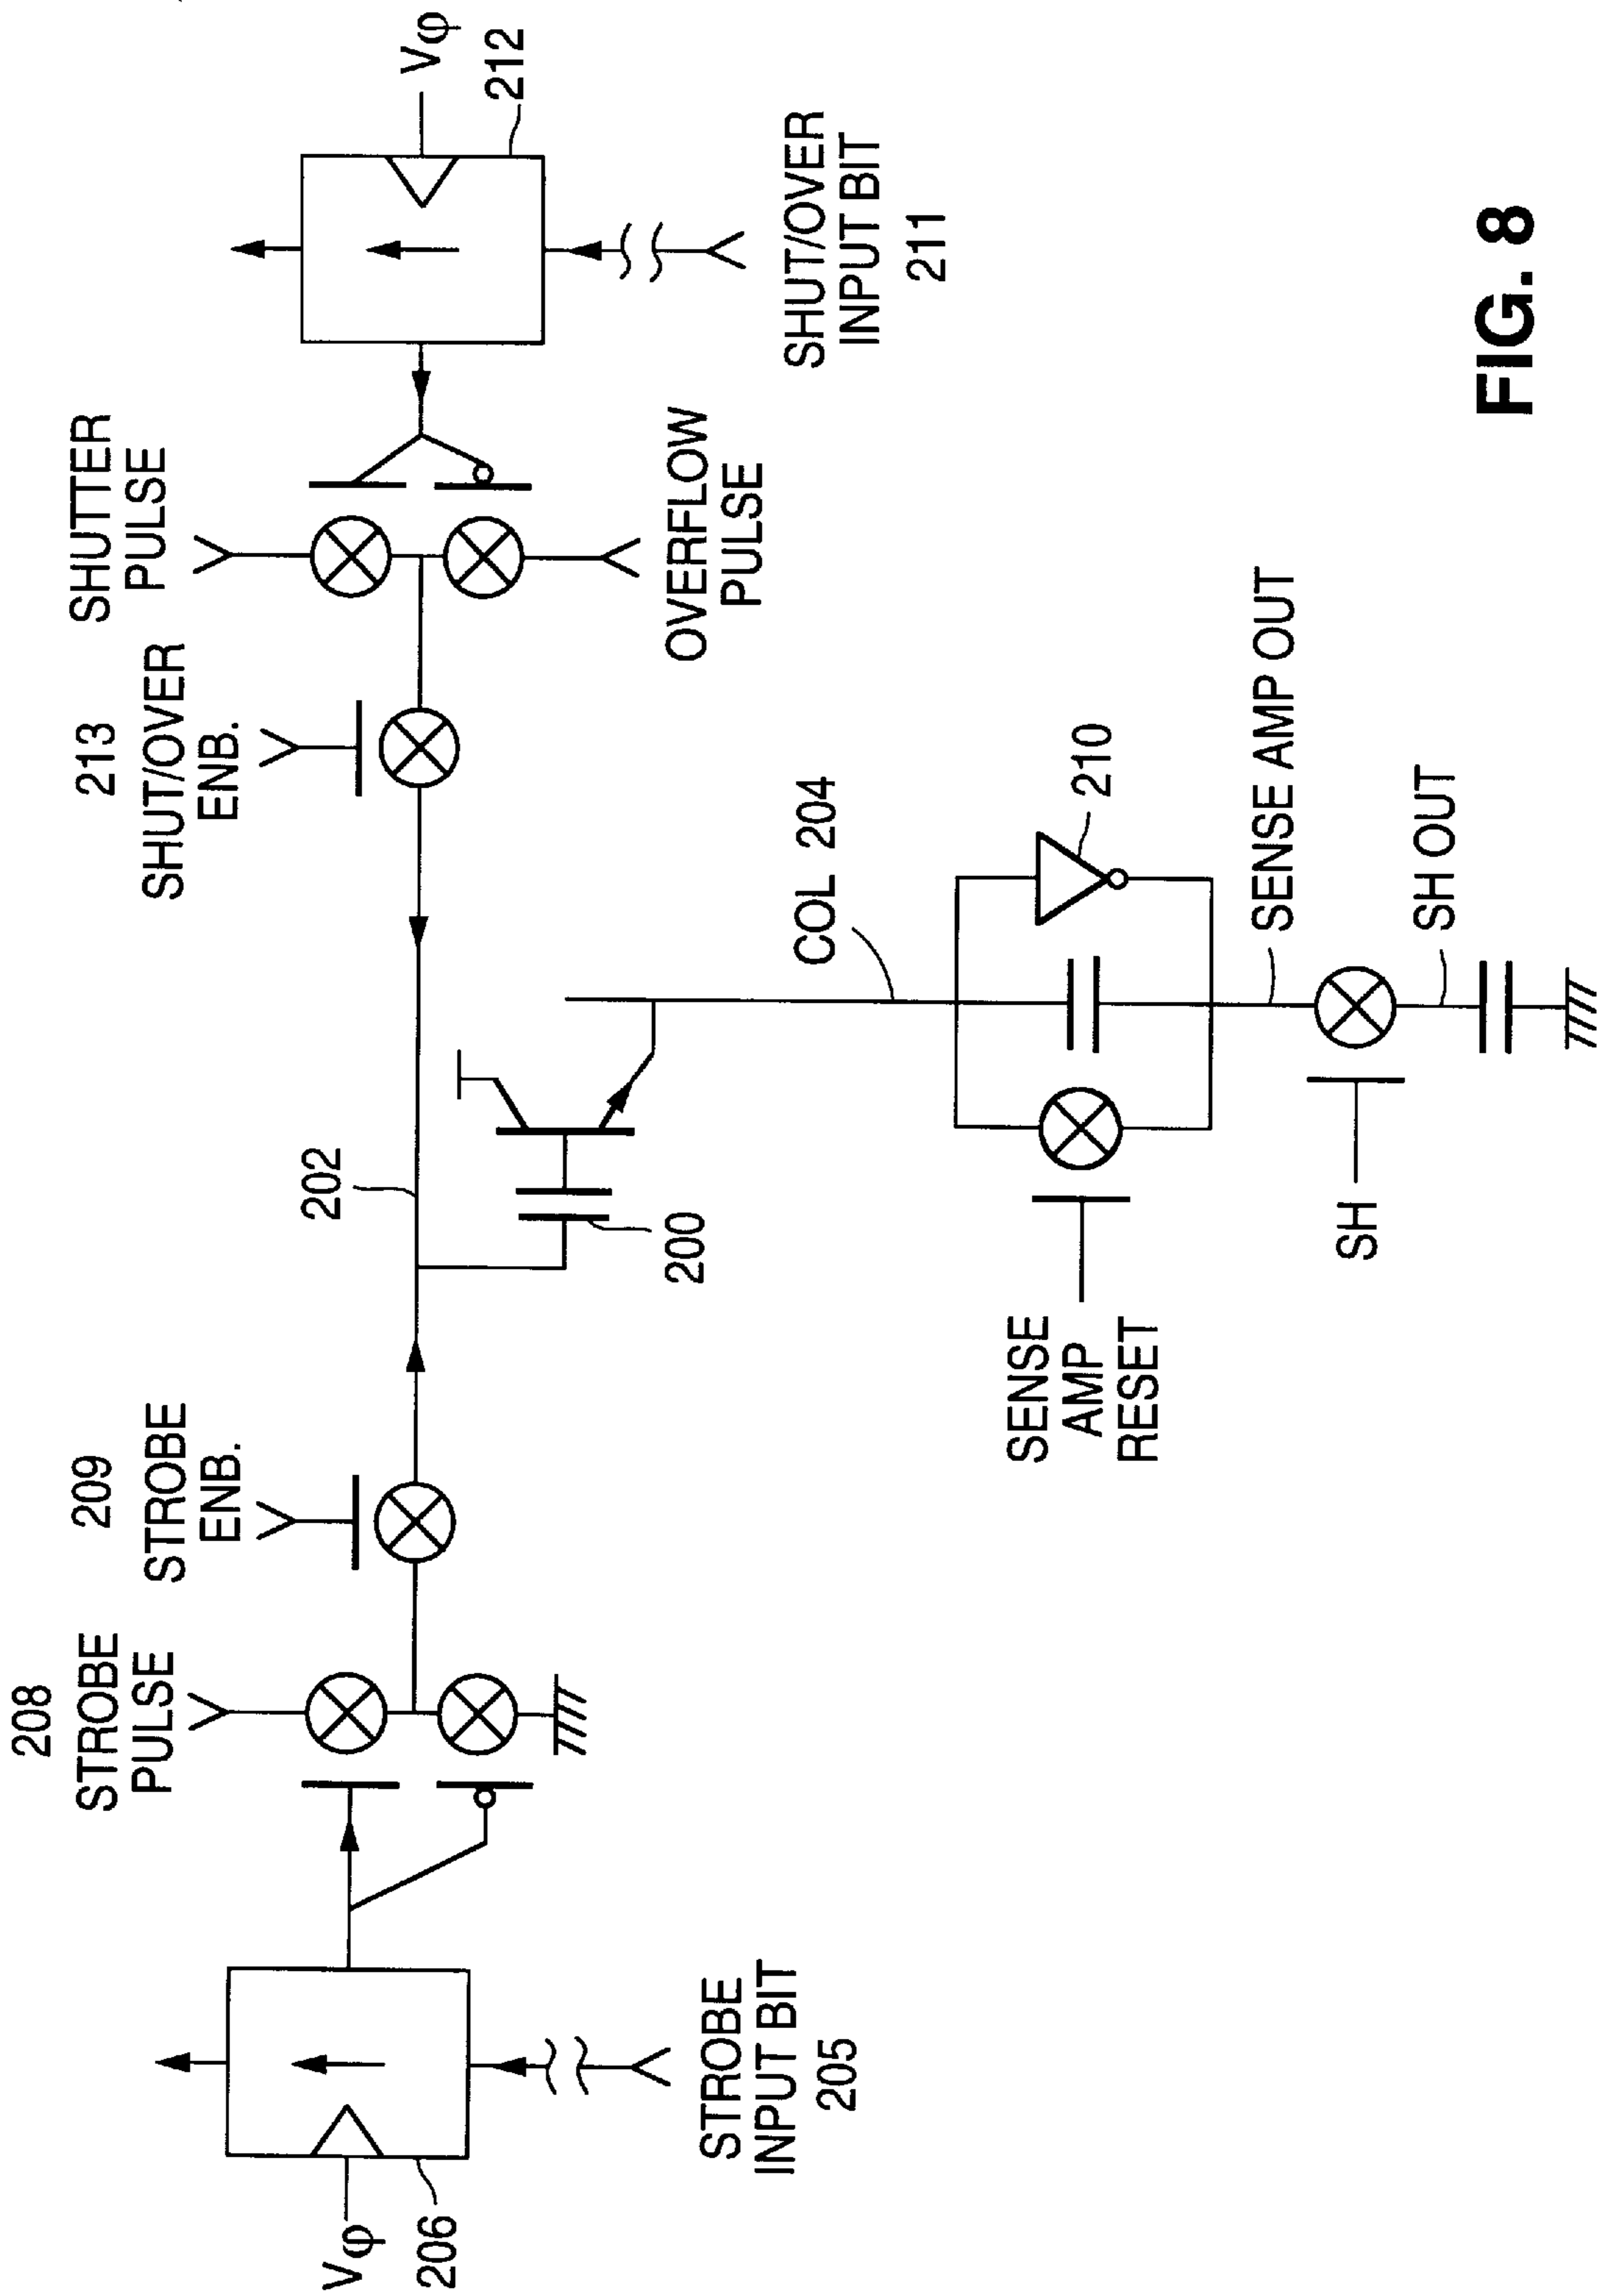 208
STROBE
PULSE
209
STROBE
ENB.
213
SHUT/OVER
ENB.
SHUTTER
PULSE
Vφ
212
202
200
Vφ
206
STROBE
INPUT BIT
205
OVERFLOW
PULSE
SHUT/OVER
INPUT BIT
211
COL 204
210
SENSE
AMP
RESET
SENSE AMP OUT
SH
SH OUT
FIG. 8